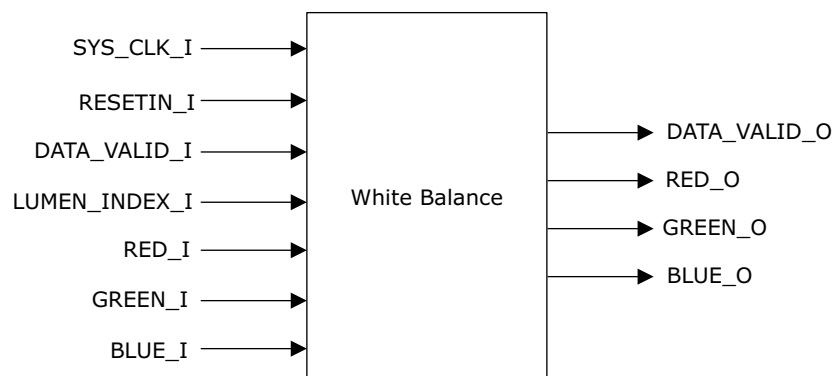 SYS_CLK_I
RESETIN_I
DATA_VALID_I
LUMEN_INDEX_I
RED_I
GREEN_I
BLUE_I
White Balance
DATA_VALID_O
RED_O
GREEN_O
BLUE_O